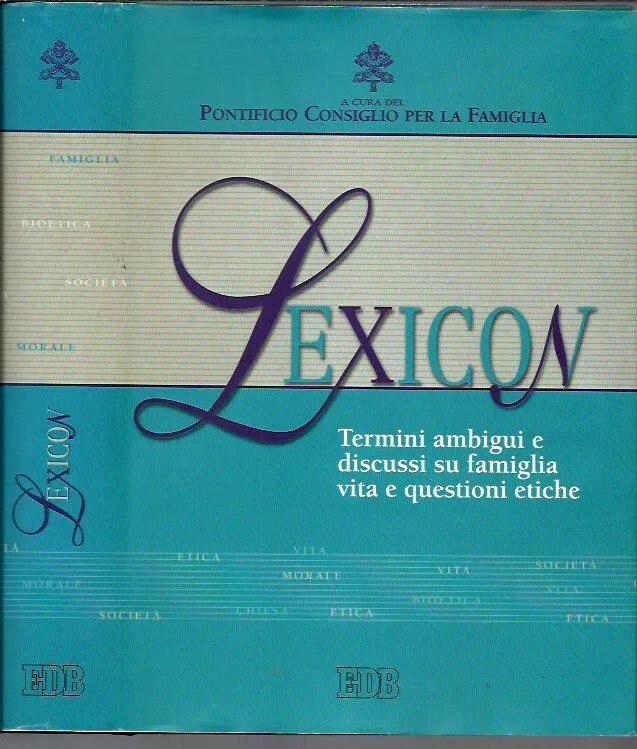 A CURA DEL
PONTIFICIO CONSIGLIO PER LA FAMIGLIA
LEXICON
Termini ambigui e
discussi su famiglia
vita e questioni etiche
ETICA
VITA
MORALE
CHIESA
ETICA
VITA
BIOETICA
SOCIETÀ
VITA
ETICA
EDB
FAMIGLIA
BIOETICA
SOCIETÀ
MORALE
LEXICON
MORALE
SOCIETÀ
EDB